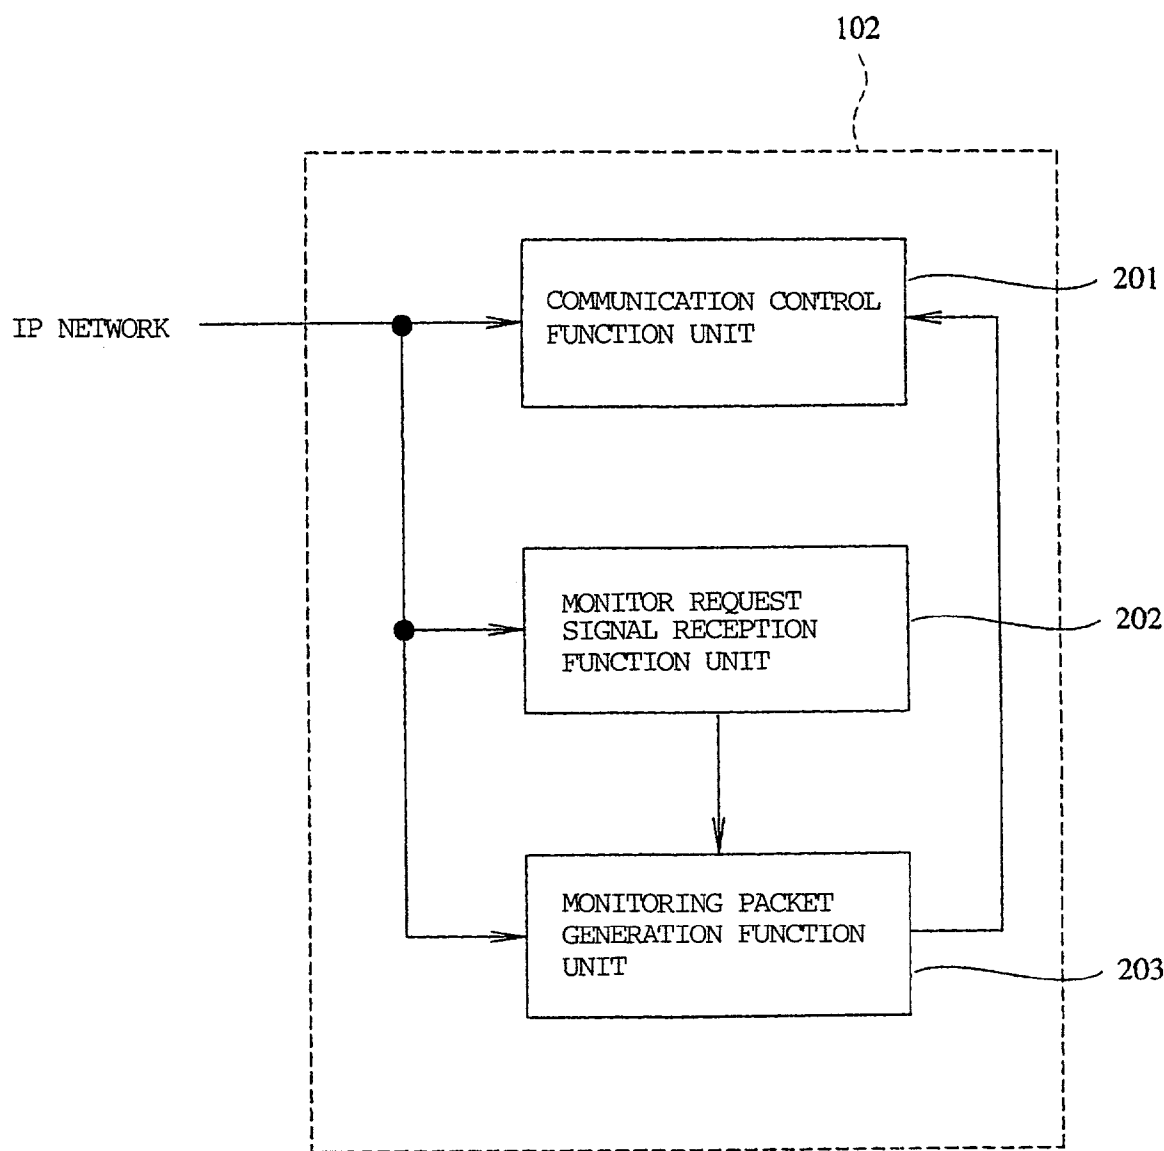 102
COMMUNICATION CONTROL
FUNCTION UNIT
201
IP NETWORK
MONITOR REQUEST
SIGNAL RECEPTION
FUNCTION UNIT
202
MONITORING PACKET
GENERATION FUNCTION
UNIT
203